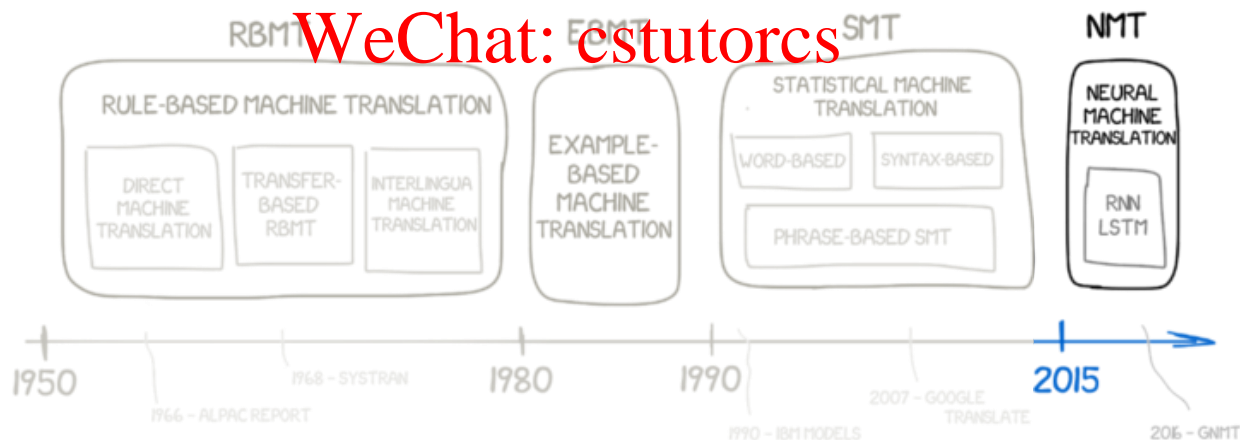 RBMT
EBMT
SMT
NMT
WeChat: cstutorcs
RULE-BASED MACHINE TRANSLATION
DIRECT
MACHINE
TRANSLATION
TRANSFER-
BASED
RBMT
INTERLINGUA
MACHINE
TRANSLATION
EXAMPLE-
BASED
MACHINE
TRANSLATION
STATISTICAL MACHINE
TRANSLATION
WORD-BASED
SYNTAX-BASED
PHRASE-BASED SMT
NEURAL
MACHINE
TRANSLATION
RNN
LSTM
1950
1980
1990
2015
1966 - ALPAC REPORT
1968 - SYSTRAN
1990 - IBM MODELS
2007 - GOOGLE
TRANSLATE
2016 - GNMT